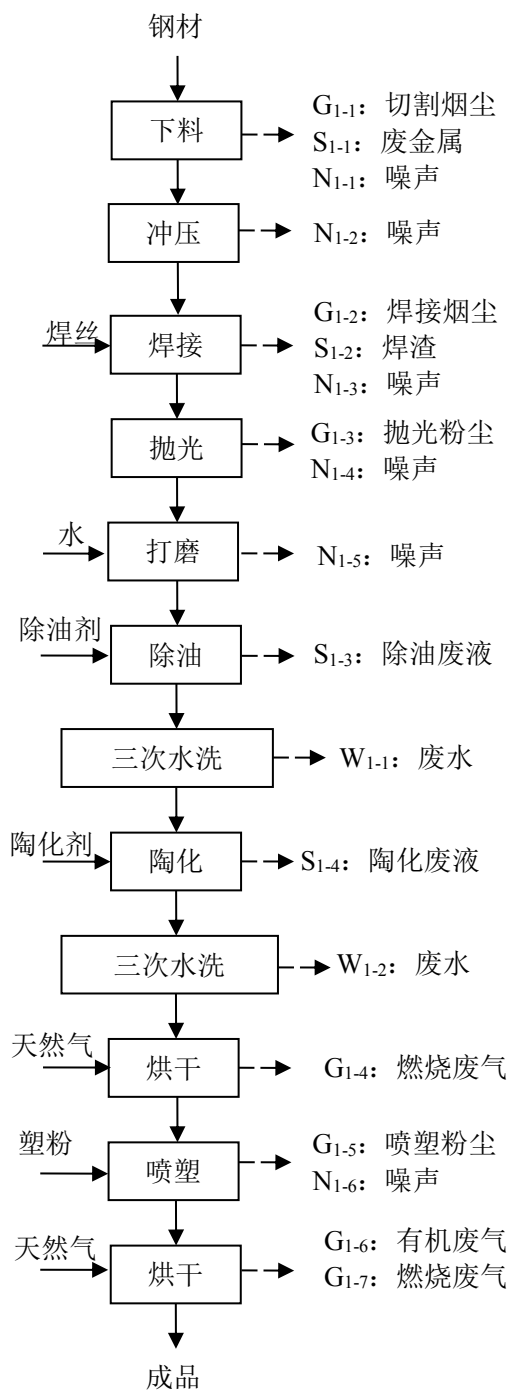 钢材
下料
G1-1：切割烟尘
S1-1：废金属
N1-1：噪声
冲压
N1-2：噪声
焊丝
焊接
G1-2：焊接烟尘
S1-2：焊渣
N1-3：噪声
抛光
G1-3：抛光粉尘
N1-4：噪声
水
打磨
N1-5：噪声
除油剂
除油
S1-3：除油废液
三次水洗
W1-1：废水
陶化剂
陶化
S1-4：陶化废液
三次水洗
W1-2：废水
天然气
烘干
G1-4：燃烧废气
塑粉
喷塑
G1-5：喷塑粉尘
N1-6：噪声
天然气
烘干
G1-6：有机废气
G1-7：燃烧废气
成品